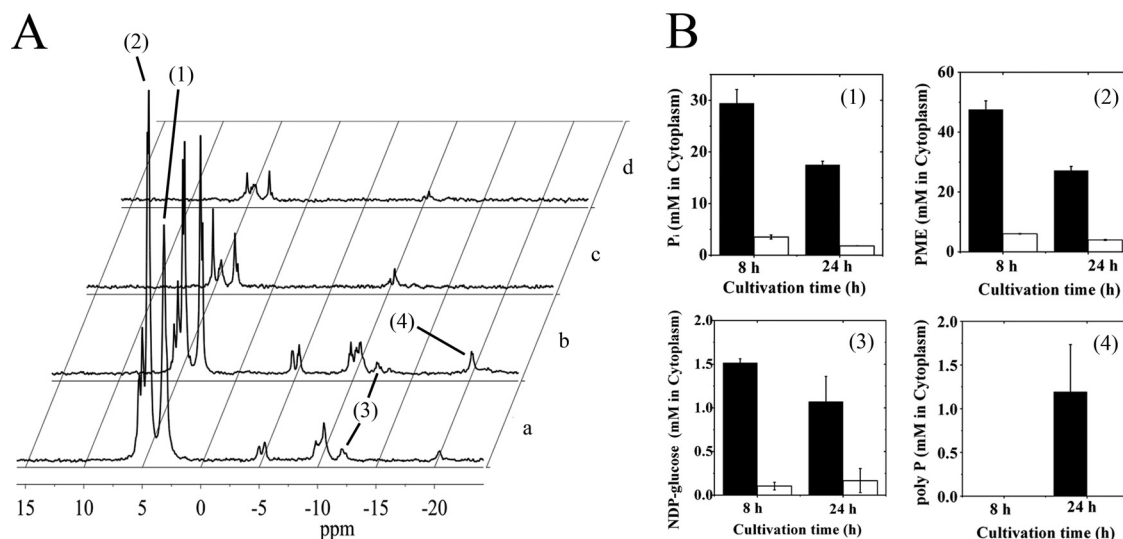 A
(2)
(1)
d
c
(4)
b
(3)
a
15 10 5 0 -5 -10 -15 -20
ppm
B
(1)
30
20
10
0
8 h 24 h
Cultivation time (h)
Pᵢ (mM in Cytoplasm)
(2)
60
40
20
0
8 h 24 h
Cultivation time (h)
PME (mM in Cytoplasm)
(3)
2.0
1.5
1.0
0.5
0.0
8 h 24 h
Cultivation time (h)
NDP-glucose (mM in Cytoplasm)
(4)
2.0
1.5
1.0
0.5
0.0
8 h 24 h
Cultivation time (h)
poly P (mM in Cytoplasm)